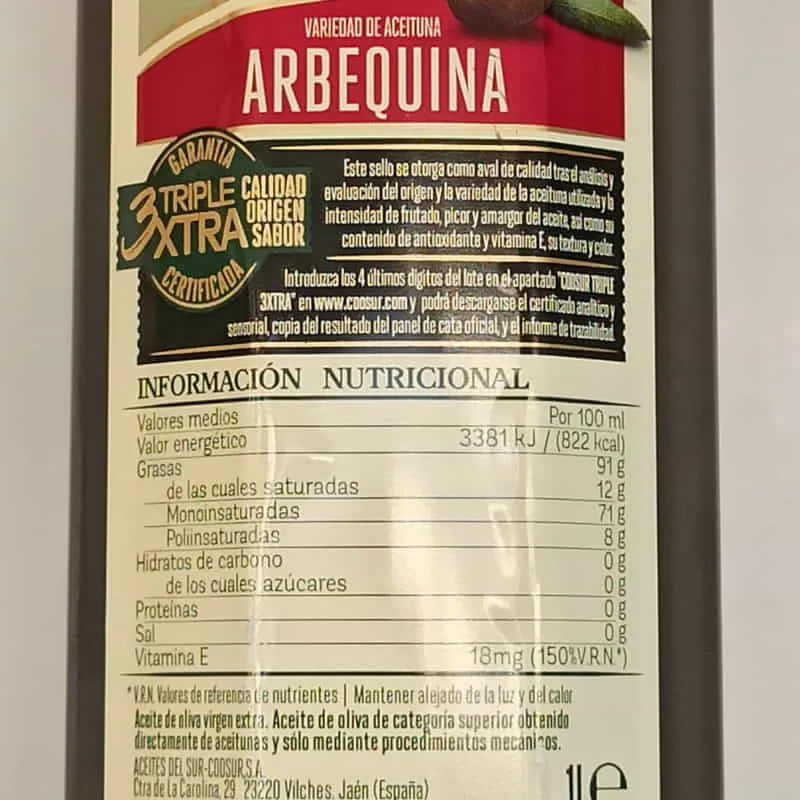 VARIEDAD DE ACEITUNA
ARBEQUINA
GARANTIA
3 TRIPLE
3XTRA
CALIDAD
ORIGEN
SABOR
CERTIFICADA
Este sello se otorga como aval de calidad tras el análisis y
evaluación del origen y la variedad de la aceituna utilizada y la
intensidad de frutado, picor y amargor del aceite, así como su
contenido de antioxidante y vitamina E, su textura y color.
Introduzca los 4 últimos dígitos del lote en el apartado "COOSUR TRIPLE
3XTRA" en www.coosur.com y podrá descargarse el certificado analítico y
sensorial, copia del resultado del panel de cata oficial, y el informe de trazabilidad.
INFORMACIÓN NUTRICIONAL
Valores medios Por 100 ml
Valor energético 3381 kJ / (822 kcal)
Grasas 91 g
de las cuales saturadas 12 g
Monoinsaturadas 71 g
Poliinsaturadas 8 g
Hidratos de carbono 0 g
de los cuales azúcares 0 g
Proteínas 0 g
Sal 0 g
Vitamina E 18mg (150%V.R.N.*)
*V.R.N. Valores de referencia de nutrientes | Mantener alejado de la luz y del calor
Aceite de oliva virgen extra. Aceite de oliva de categoría superior obtenido
directamente de aceitunas y sólo mediante procedimientos mecánicos.
ACEITES DEL SUR-COOSUR,S.A.
Ctra de La Carolina, 29 23220 Vilches, Jaén (España)
1l e